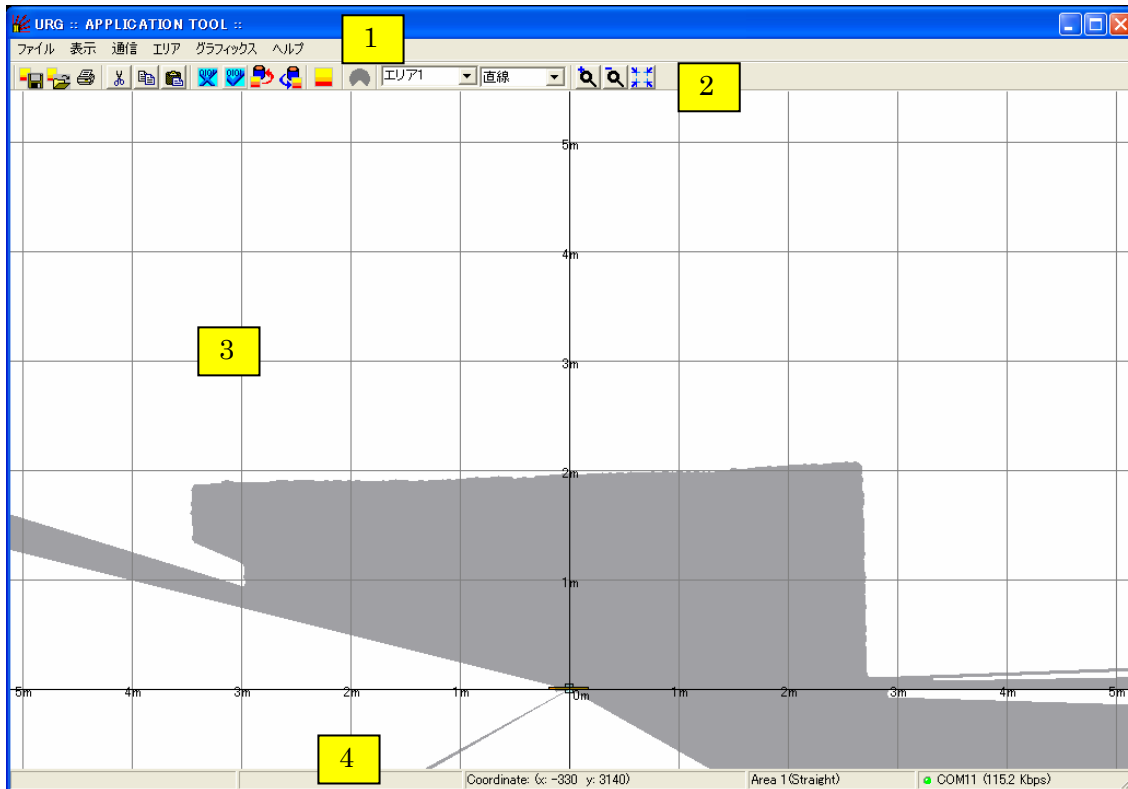 URG :: APPLICATION TOOL ::
1
ファイル 表示 通信 エリア グラフィックス ヘルプ
エリア1 直線
2
5m
4m
3
3m
2m
1m
5m 4m 3m 2m 1m 0m 1m 2m 3m 4m 5m
4
Coordinate: (x: -330 y: 3140) Area 1(Straight) COM11 (115.2 Kbps)